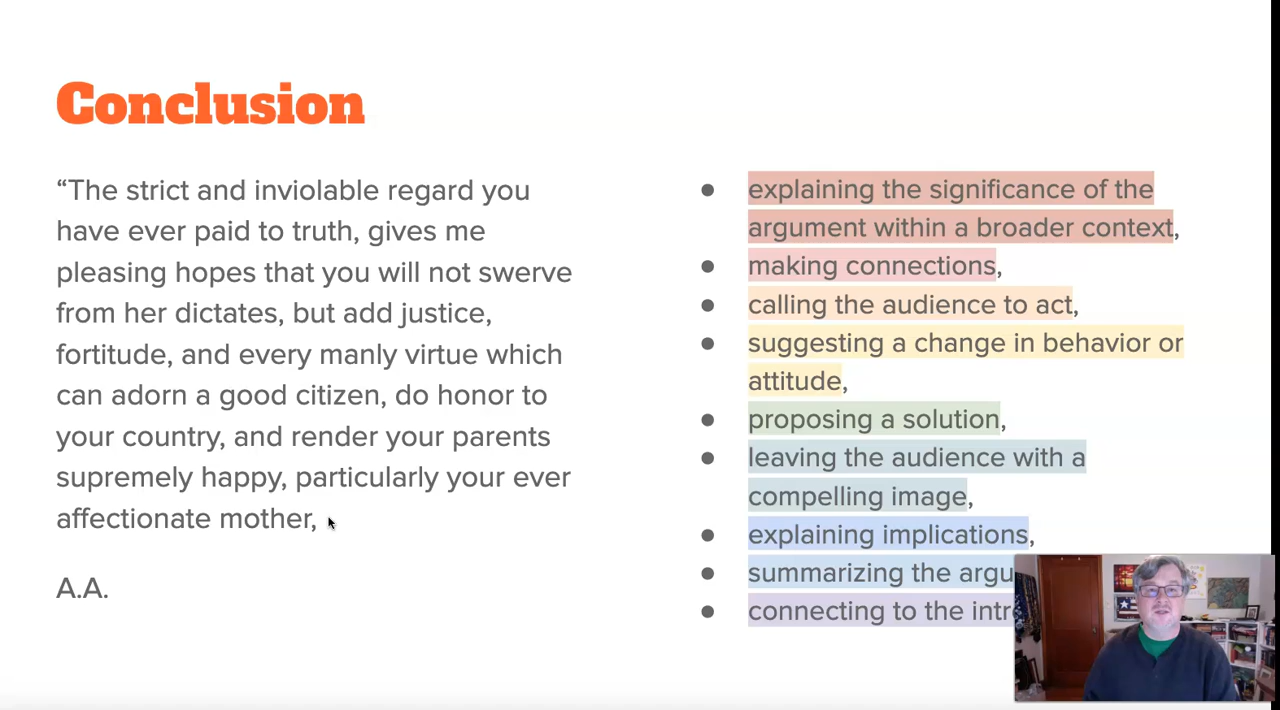 Conclusion
“The strict and inviolable regard you
have ever paid to truth, gives me
pleasing hopes that you will not swerve
from her dictates, but add justice,
fortitude, and every manly virtue which
can adorn a good citizen, do honor to
your country, and render your parents
supremely happy, particularly your ever
affectionate mother,
A.A.
● explaining the significance of the
argument within a broader context,
● making connections,
● calling the audience to act,
● suggesting a change in behavior or
attitude,
● proposing a solution,
● leaving the audience with a
compelling image,
● explaining implications,
● summarizing the argu
● connecting to the intr